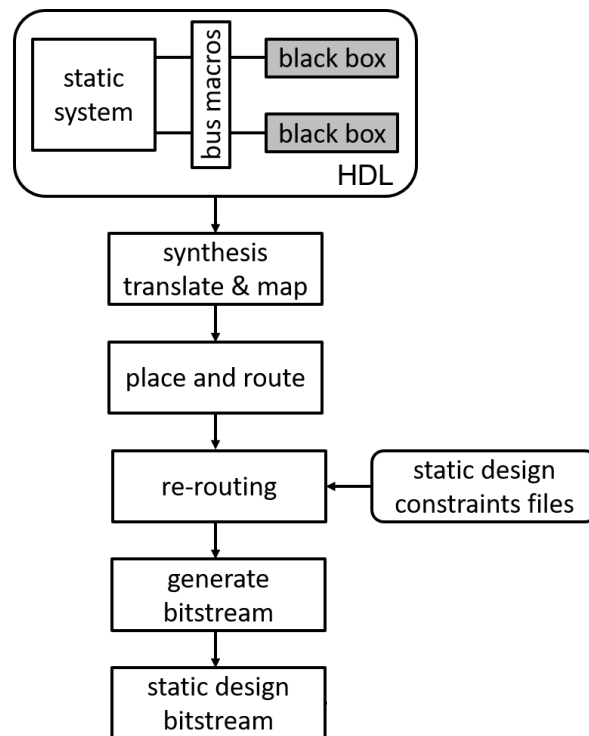 static
system
bus macros
black box
black box
HDL
synthesis
translate & map
place and route
re-routing
static design
constraints files
generate
bitstream
static design
bitstream